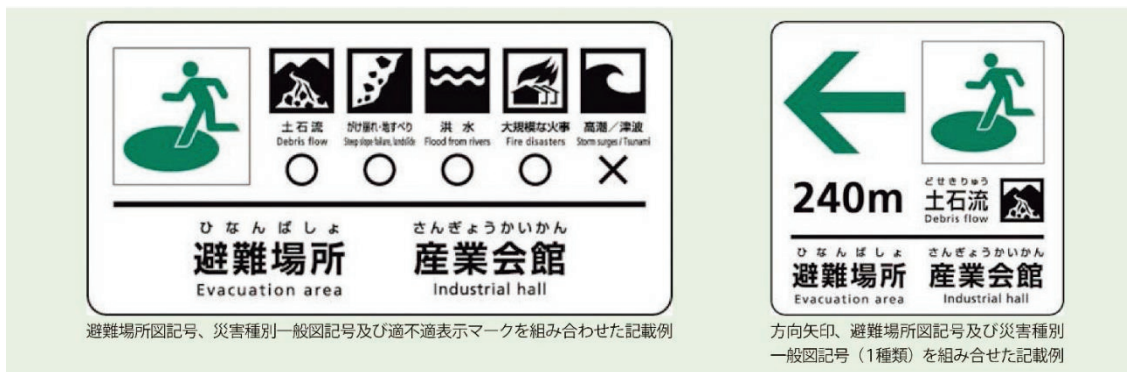 土石流 がけ崩れ・地すべり 洪水 大規模な火事 高潮／津波
Debris flow Steep slope failure, landslide Flood from rivers Fire disasters Storm surges / Tsunami
○ ○ ○ ○ ×
ひなんばしょ さんぎょうかいかん
避難場所 産業会館
Evacuation area Industrial hall
避難場所図記号、災害種別一般図記号及び適不適表示マークを組み合わせた記載例
240m
どせきりゅう
土石流
Debris flow
ひなんばしょ さんぎょうかいかん
避難場所 産業会館
Evacuation area Industrial hall
方向矢印、避難場所図記号及び災害種別
一般図記号（1種類）を組み合せた記載例